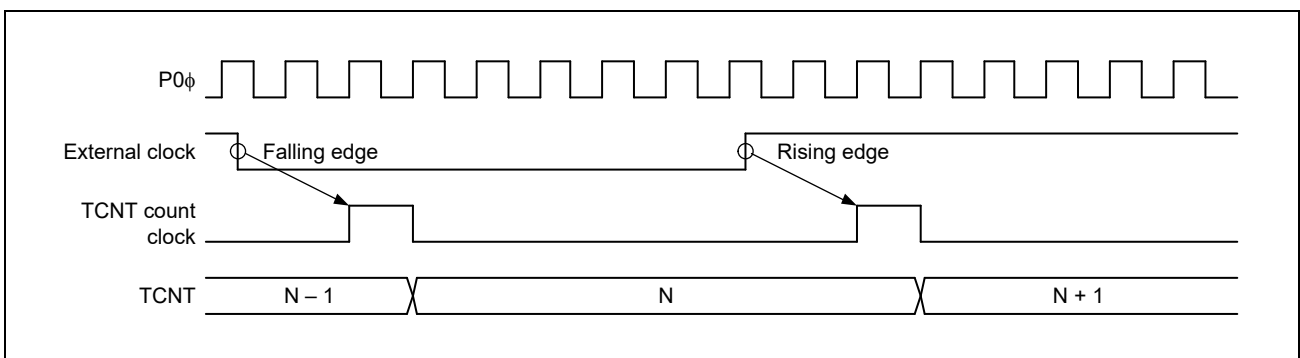 P0ϕ
External clock
Falling edge
Rising edge
TCNT count
clock
TCNT
N – 1
N
N + 1